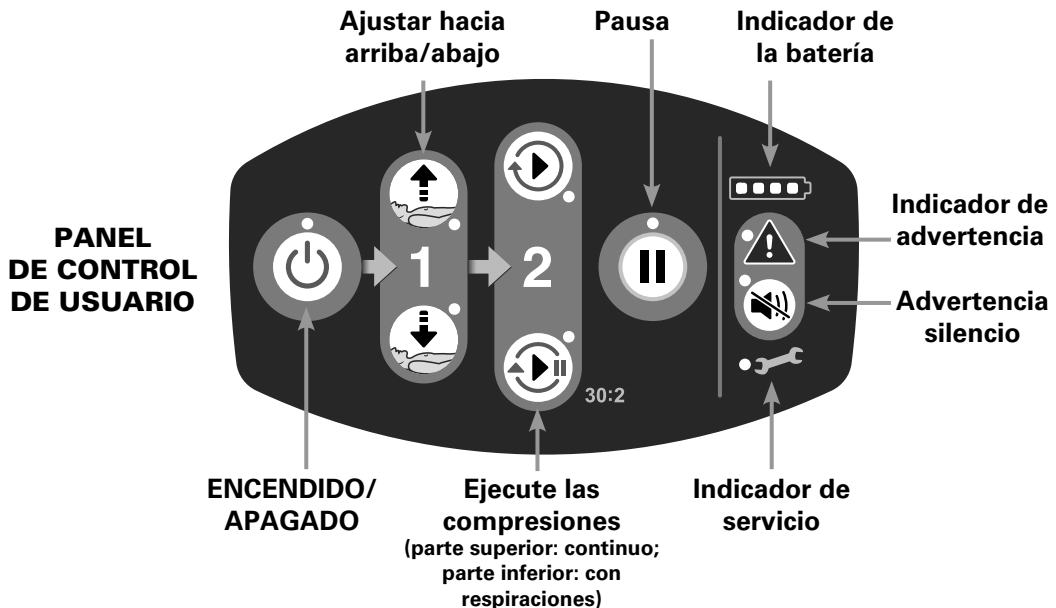 Ajustar hacia
arriba/abajo
Pausa
Indicador de
la batería
PANEL
DE CONTROL
DE USUARIO
1
2
30:2
Indicador de
advertencia
Advertencia
silencio
ENCENDIDO/
APAGADO
Ejecute las
compresiones
(parte superior: continuo;
parte inferior: con
respiraciones)
Indicador de
servicio